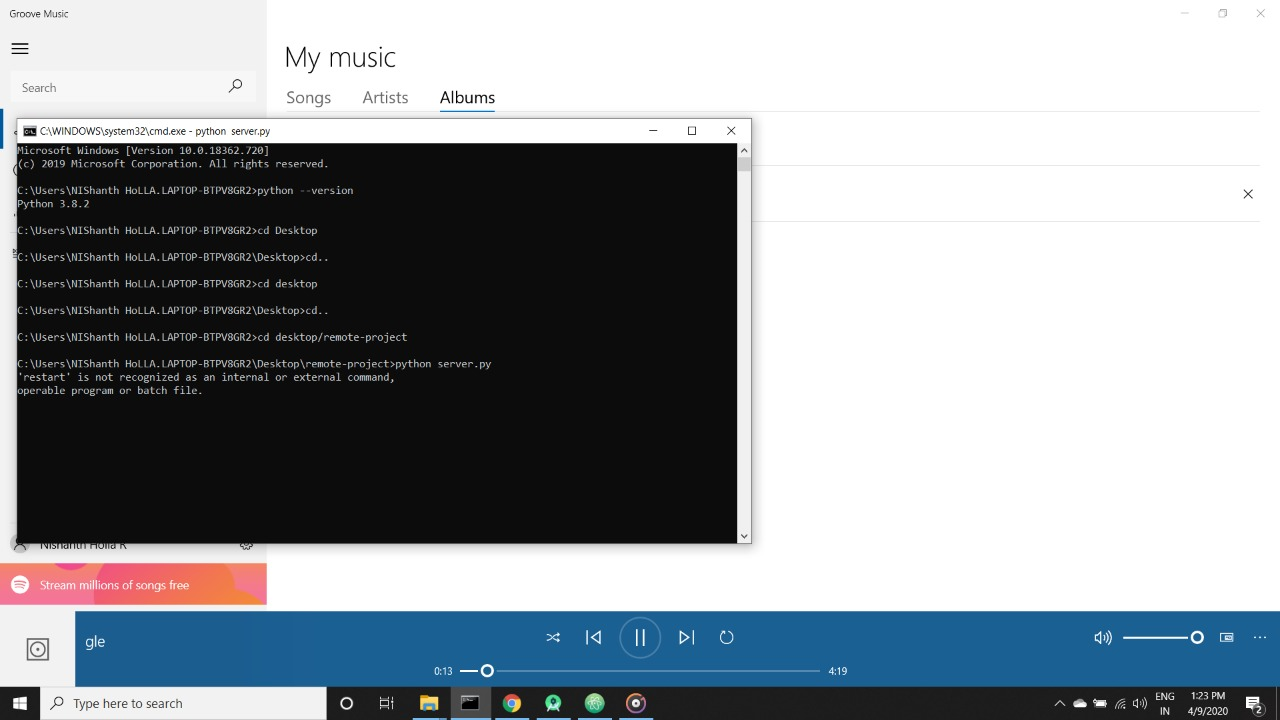 Groove Music
Search
My music
Songs
Artists
Albums
C:\WINDOWS\system32\cmd.exe - python  server.py
Microsoft Windows [Version 10.0.18362.720]
(c) 2019 Microsoft Corporation. All rights reserved.
C:\Users\NIShanth HoLLA.LAPTOP-BTPV8GR2>python --version
Python 3.8.2
C:\Users\NIShanth HoLLA.LAPTOP-BTPV8GR2>cd Desktop
C:\Users\NIShanth HoLLA.LAPTOP-BTPV8GR2\Desktop>cd..
C:\Users\NIShanth HoLLA.LAPTOP-BTPV8GR2>cd desktop
C:\Users\NIShanth HoLLA.LAPTOP-BTPV8GR2\Desktop>cd..
C:\Users\NIShanth HoLLA.LAPTOP-BTPV8GR2>cd desktop/remote-project
C:\Users\NIShanth HoLLA.LAPTOP-BTPV8GR2\Desktop\remote-project>python server.py
'restart' is not recognized as an internal or external command,
operable program or batch file.
Nishanth Holla R
Stream millions of songs free
gle
0:13
4:19
Type here to search
ENG
IN
1:23 PM
4/9/2020
2